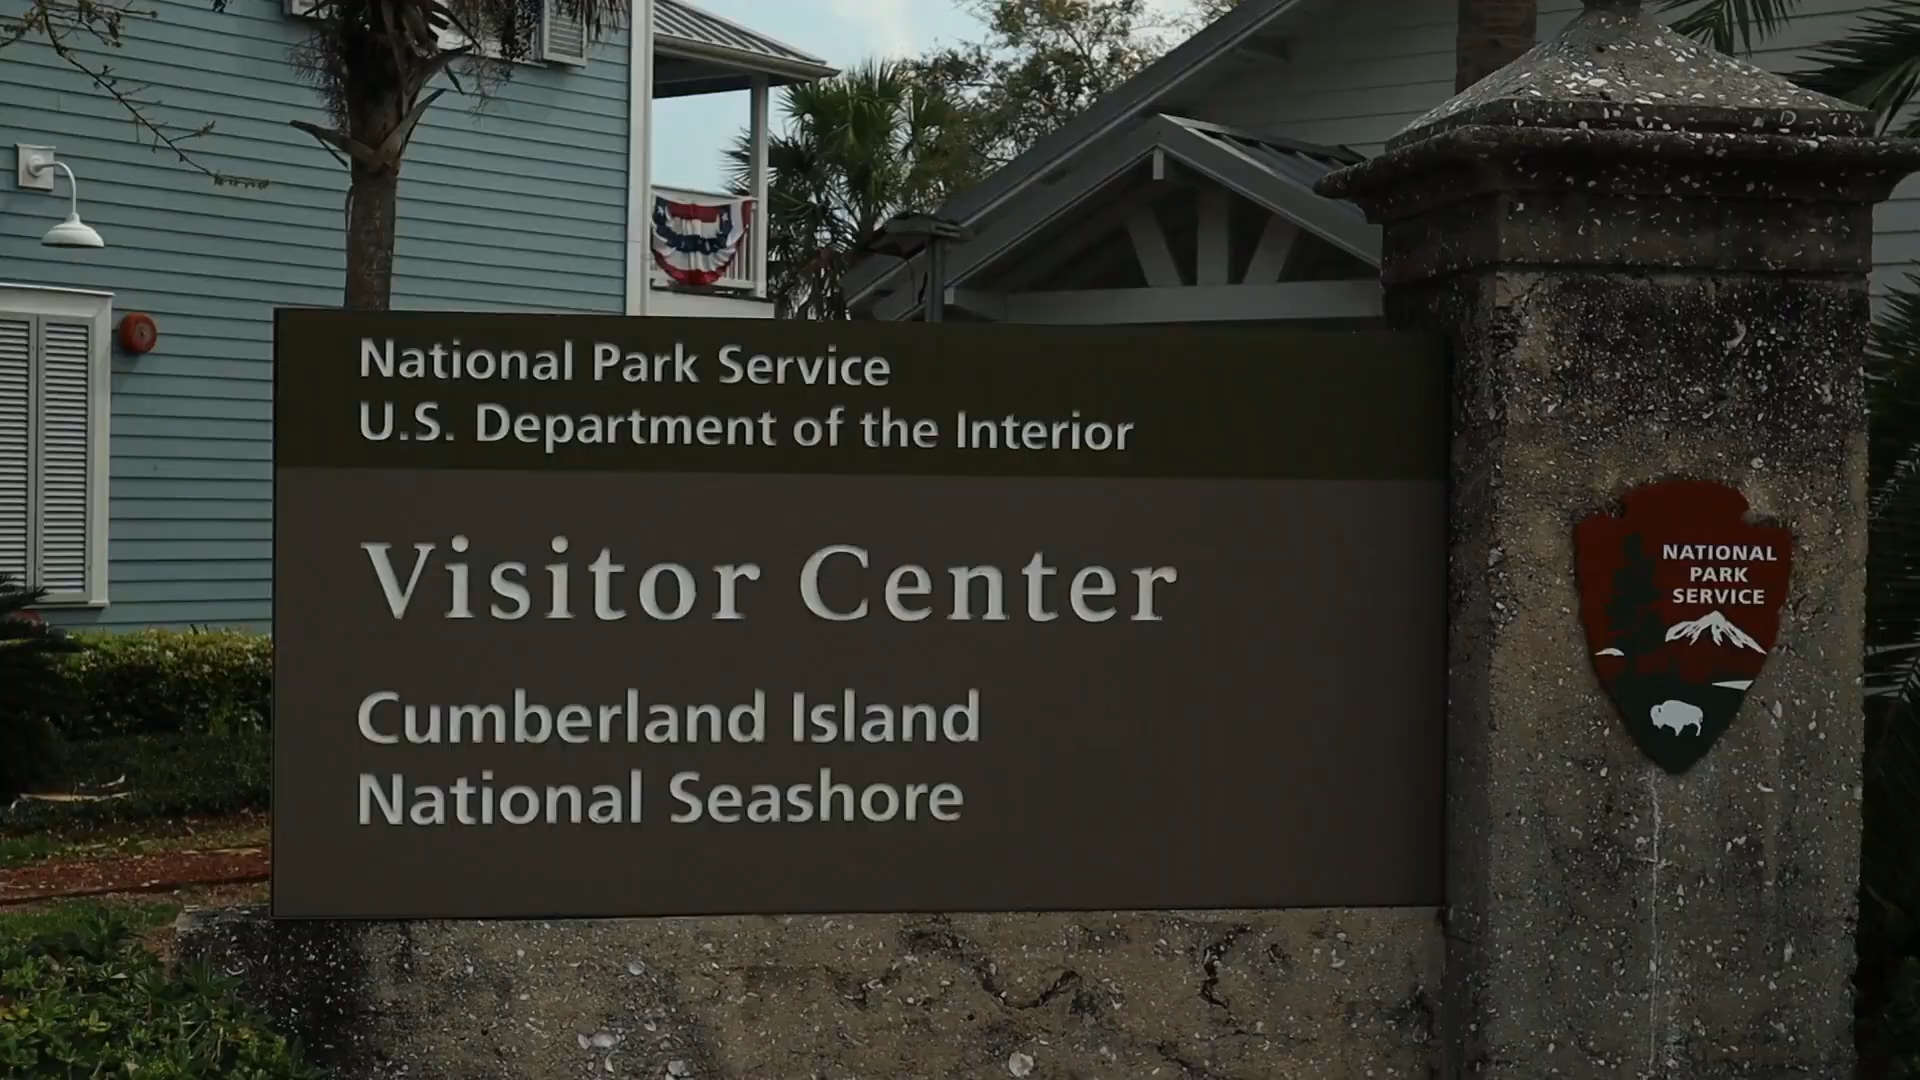 National Park Service
U.S. Department of the Interior
Visitor Center
Cumberland Island
National Seashore
NATIONAL
PARK
SERVICE